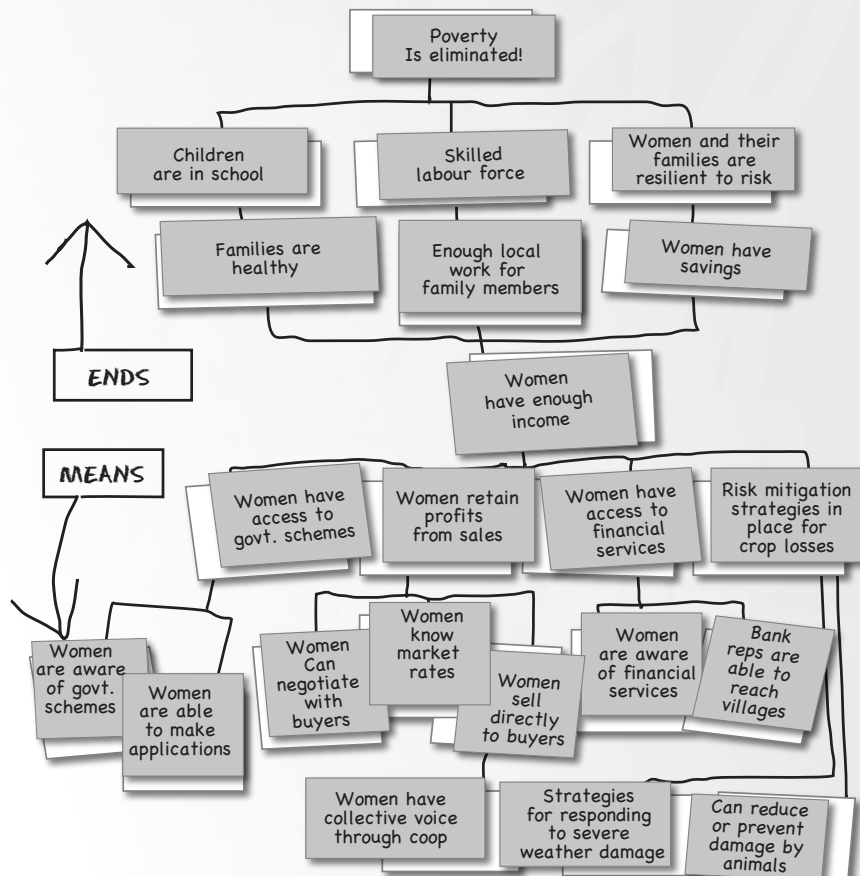 Poverty
Is eliminated!
Children
are in school
Skilled
labour force
Women and their
families are
resilient to risk
Families are
healthy
Enough local
work for
family members
Women have
savings
ENDS
Women
have enough
income
MEANS
Women have
access to
govt. schemes
Women retain
profits
from sales
Women have
access to
financial
services
Risk mitigation
strategies in
place for
crop losses
Women
are aware
of govt.
schemes
Women
are able
to make
applications
Women
Can
negotiate
with
buyers
Women
know
market
rates
Women
sell
directly
to buyers
Women
are aware
of financial
services
Bank
reps are
able to
reach
villages
Women have
collective voice
through coop
Strategies
for responding
to severe
weather damage
Can reduce
or prevent
damage by
animals